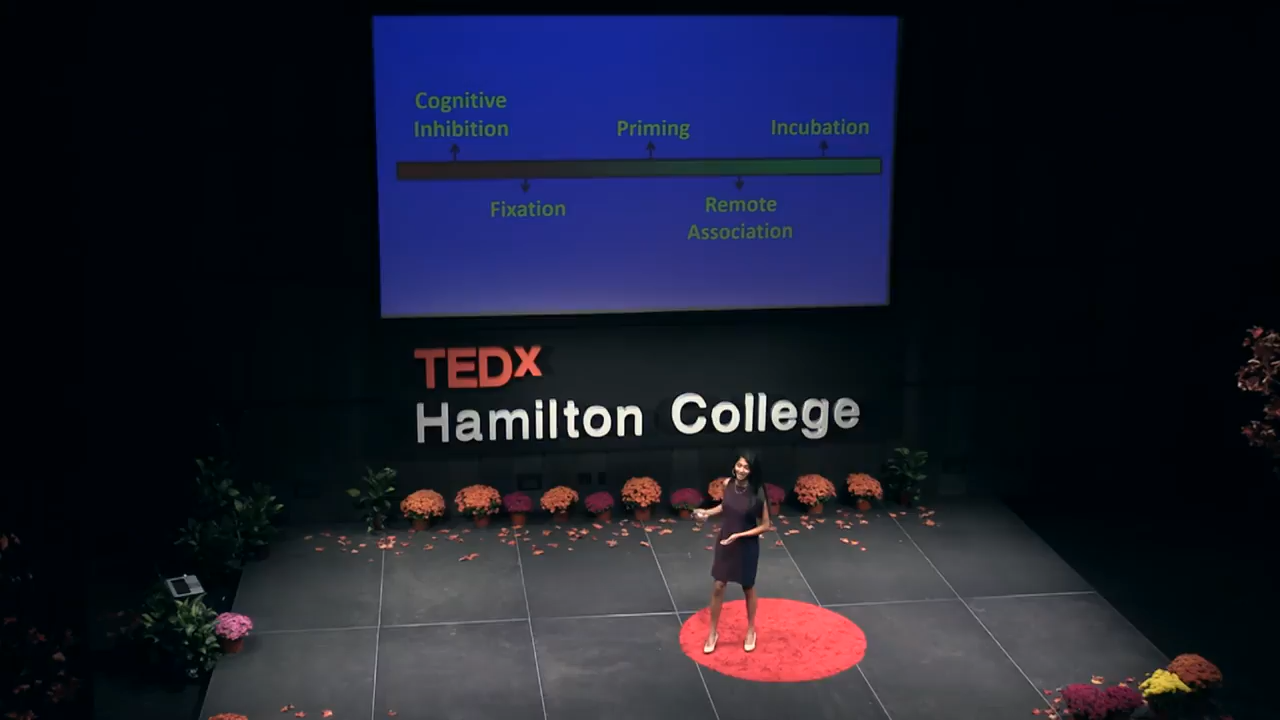 Cognitive
Inhibition
Priming
Incubation
Fixation
Remote
Association
TEDx
Hamilton College